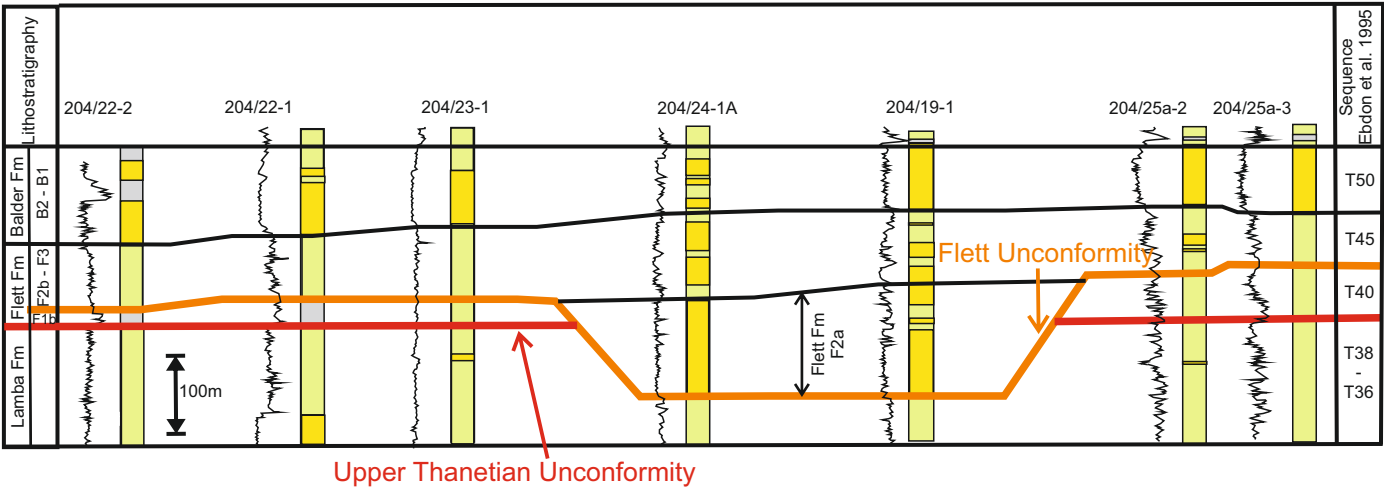 Lithostratigraphy
204/22-2
204/22-1
204/23-1
204/24-1A
204/19-1
204/25a-2
204/25a-3
Sequence
Ebdon et al. 1995
Balder Fm
B2 - B1
T50
Flett Fm
F2b - F3
T45
Flett Unconformity
T40
F1b
Flett Fm
F2a
Lamba Fm
100m
T38
-
T36
Upper Thanetian Unconformity